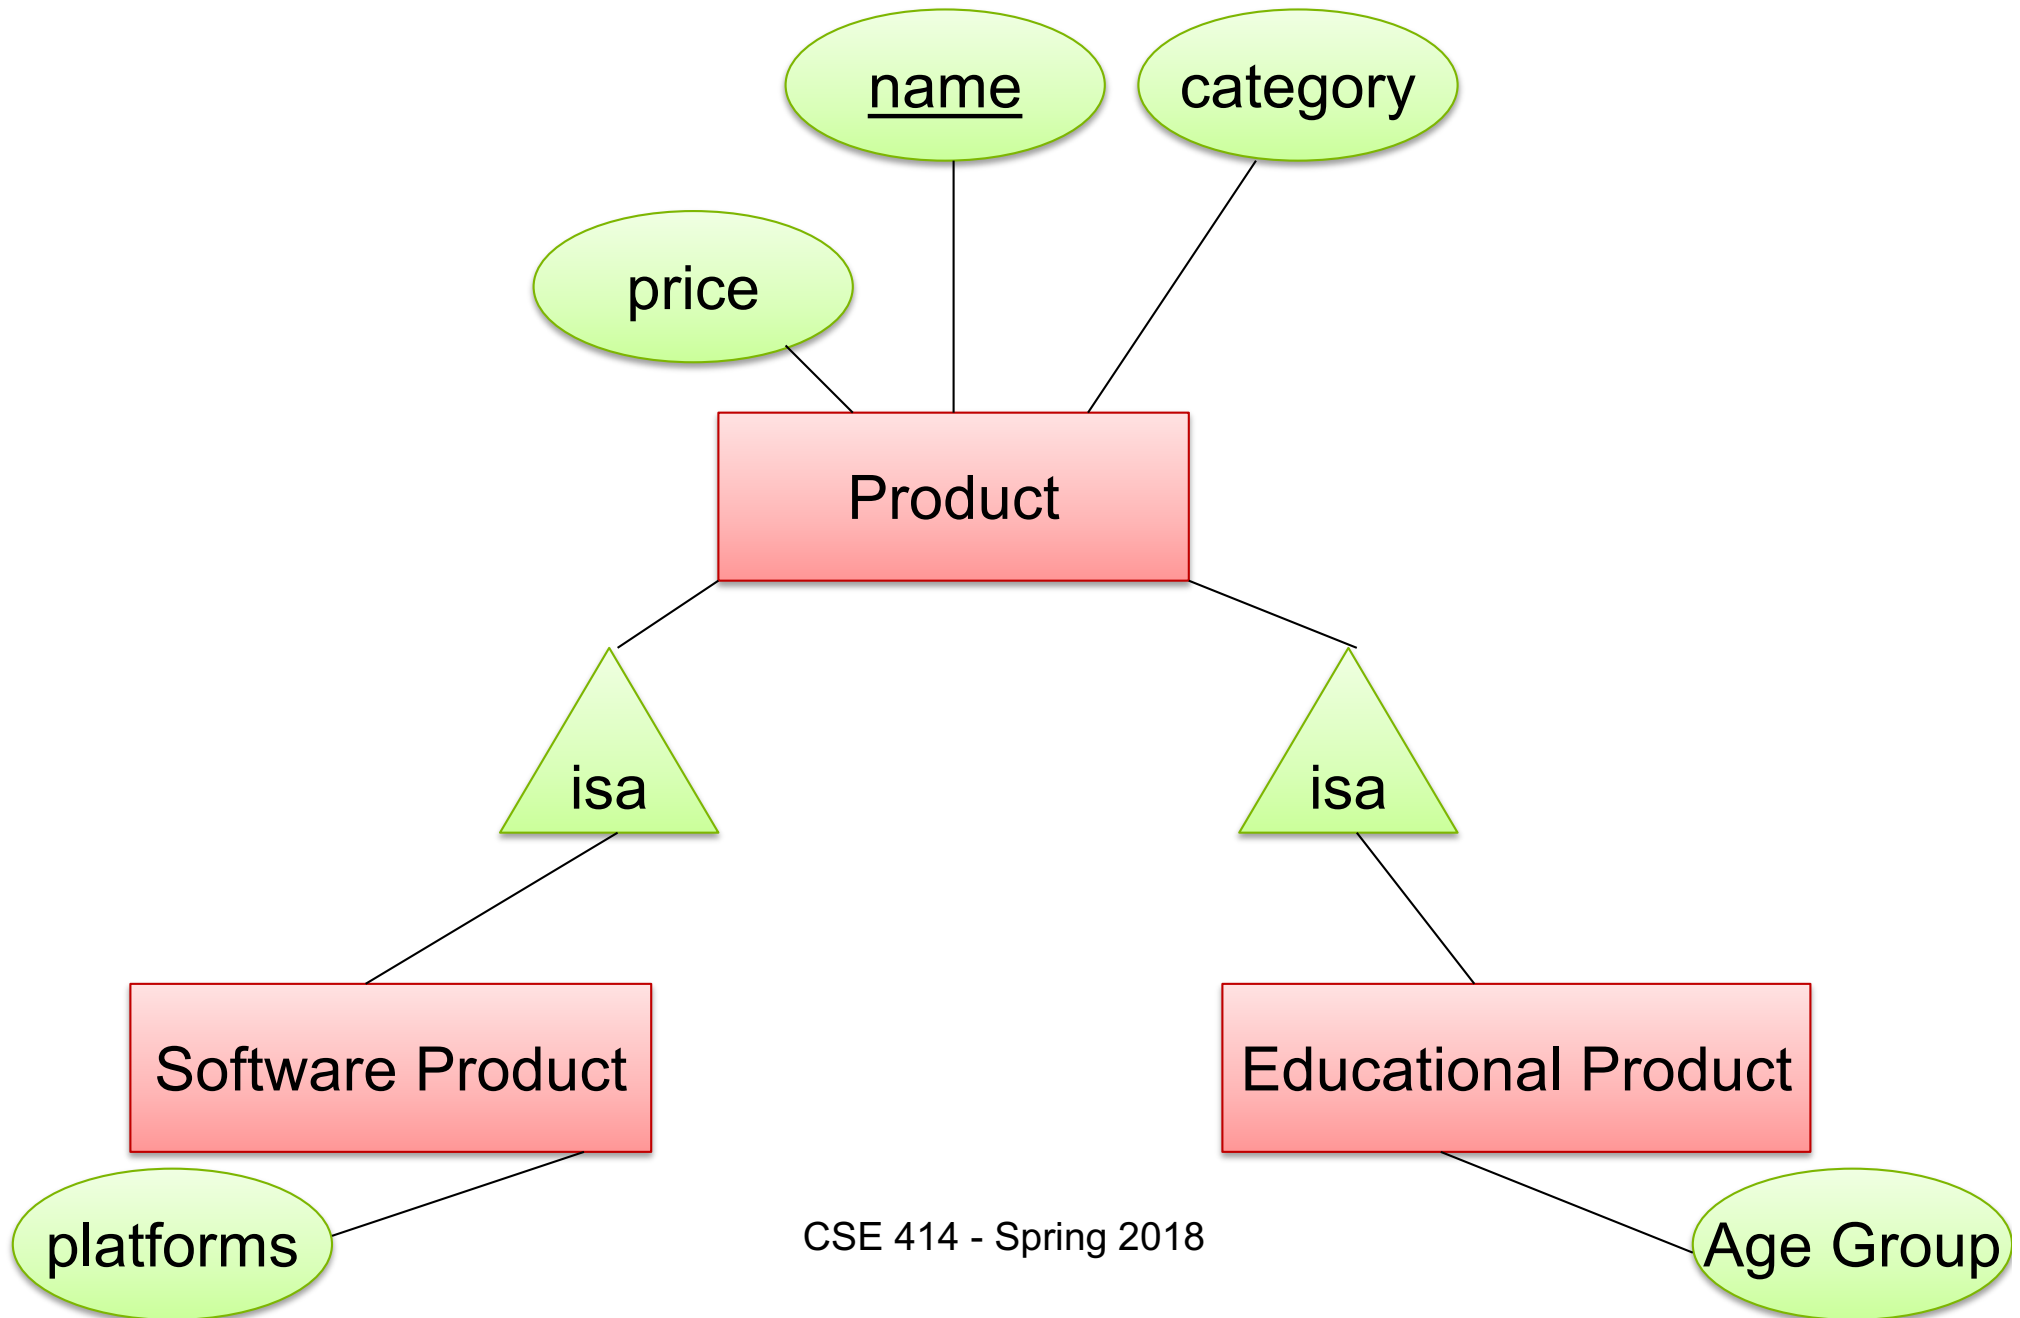 name
category
price
Product
isa
isa
Software Product
Educational Product
platforms
CSE 414 - Spring 2018
Age Group